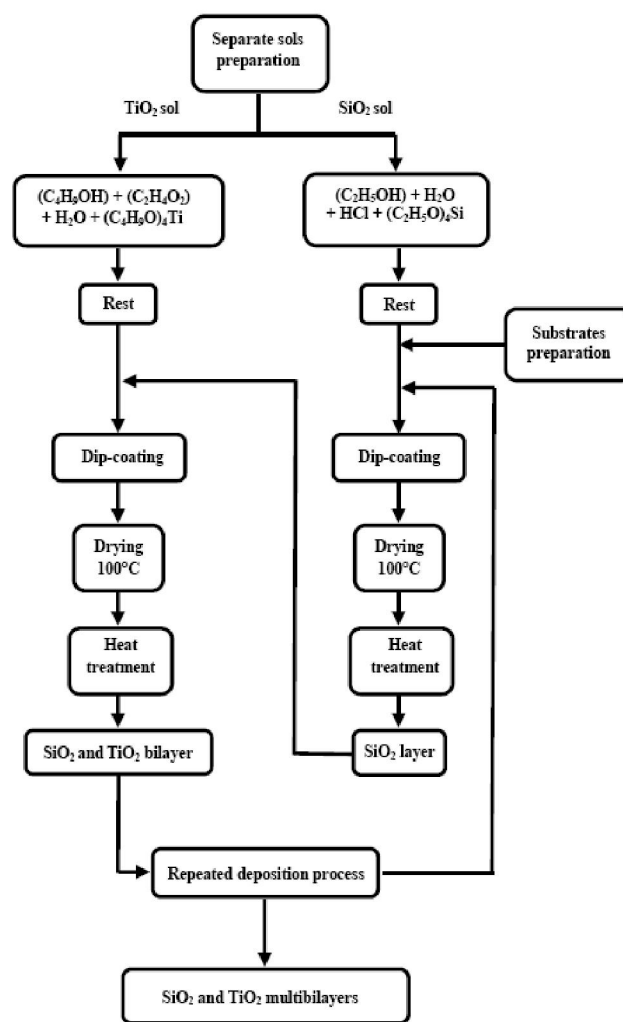 Separate sols
preparation
TiO₂ sol
SiO₂ sol
(C₄H₉OH) + (C₂H₄O₂)
+ H₂O + (C₄H₉O)₄Ti
(C₂H₅OH) + H₂O
+ HCl + (C₂H₅O)₄Si
Rest
Rest
Substrates
preparation
Dip-coating
Dip-coating
Drying
100°C
Drying
100°C
Heat
treatment
Heat
treatment
SiO₂ and TiO₂ bilayer
SiO₂ layer
Repeated deposition process
SiO₂ and TiO₂ multibilayers